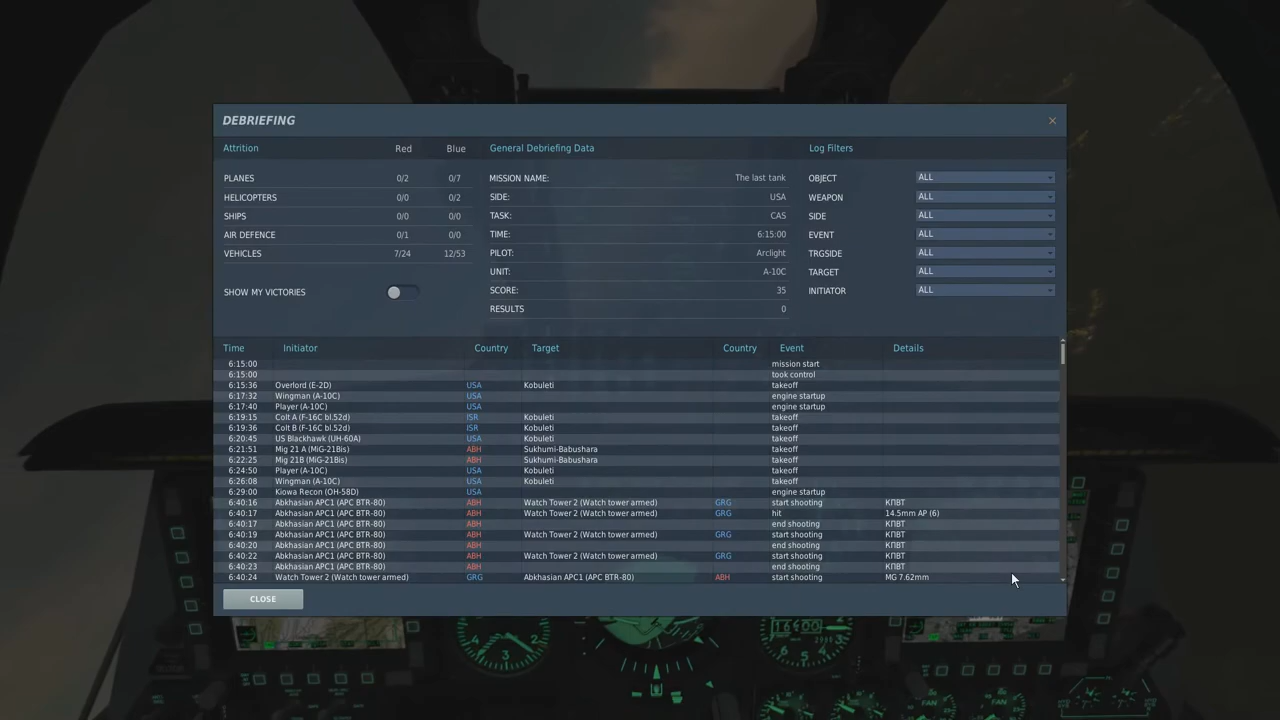 DEBRIEFING
Attrition Red Blue
PLANES 0/2 0/7
HELICOPTERS 0/0 0/2
SHIPS 0/0 0/0
AIR DEFENCE 0/1 0/0
VEHICLES 7/24 12/53
SHOW MY VICTORIES
General Debriefing Data
MISSION NAME: The last tank
SIDE: USA
TASK: CAS
TIME: 6:15:00
PILOT: Arclight
UNIT: A-10C
SCORE: 35
RESULTS 0
Log Filters
OBJECT ALL
WEAPON ALL
SIDE ALL
EVENT ALL
TRGSIDE ALL
TARGET ALL
INITIATOR ALL
Time Initiator Country Target Country Event Details
6:15:00 mission start
6:15:00 took control
6:15:36 Overlord (E-2D) USA Kobuleti takeoff
6:17:32 Wingman (A-10C) USA engine startup
6:17:40 Player (A-10C) USA engine startup
6:19:15 Colt A (F-16C bl.52d) ISR Kobuleti takeoff
6:19:36 Colt B (F-16C bl.52d) ISR Kobuleti takeoff
6:20:45 US Blackhawk (UH-60A) USA Kobuleti takeoff
6:21:51 Mig 21 A (MiG-21Bis) ABH Sukhumi-Babushara takeoff
6:22:25 Mig 21B (MiG-21Bis) ABH Sukhumi-Babushara takeoff
6:24:50 Player (A-10C) USA Kobuleti takeoff
6:26:08 Wingman (A-10C) USA Kobuleti takeoff
6:29:00 Kiowa Recon (OH-58D) USA engine startup
6:40:16 Abkhasian APC1 (APC BTR-80) ABH Watch Tower 2 (Watch tower armed) GRG start shooting КПВТ
6:40:17 Abkhasian APC1 (APC BTR-80) ABH Watch Tower 2 (Watch tower armed) GRG hit 14.5mm AP (6)
6:40:17 Abkhasian APC1 (APC BTR-80) ABH end shooting КПВТ
6:40:19 Abkhasian APC1 (APC BTR-80) ABH Watch Tower 2 (Watch tower armed) GRG start shooting КПВТ
6:40:20 Abkhasian APC1 (APC BTR-80) ABH end shooting КПВТ
6:40:22 Abkhasian APC1 (APC BTR-80) ABH Watch Tower 2 (Watch tower armed) GRG start shooting КПВТ
6:40:23 Abkhasian APC1 (APC BTR-80) ABH end shooting КПВТ
6:40:24 Watch Tower 2 (Watch tower armed) GRG Abkhasian APC1 (APC BTR-80) ABH start shooting MG 7.62mm
CLOSE
FAN
FAN